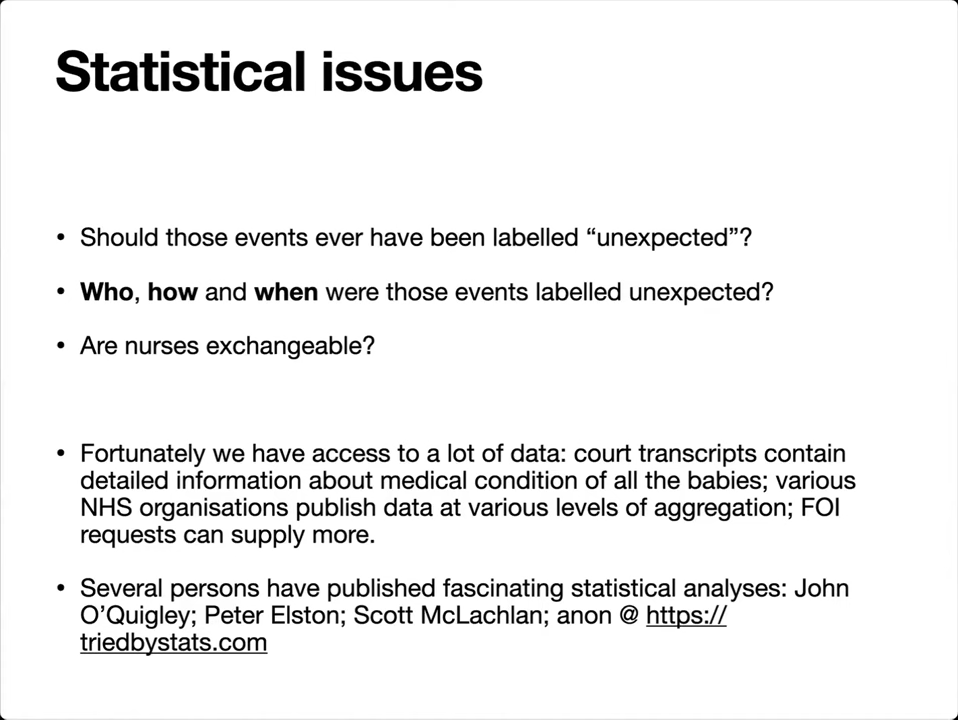 Statistical issues
• Should those events ever have been labelled “unexpected”?
• Who, how and when were those events labelled unexpected?
• Are nurses exchangeable?
• Fortunately we have access to a lot of data: court transcripts contain
detailed information about medical condition of all the babies; various
NHS organisations publish data at various levels of aggregation; FOI
requests can supply more.
• Several persons have published fascinating statistical analyses: John
O’Quigley; Peter Elston; Scott McLachlan; anon @ https://
triedbystats.com